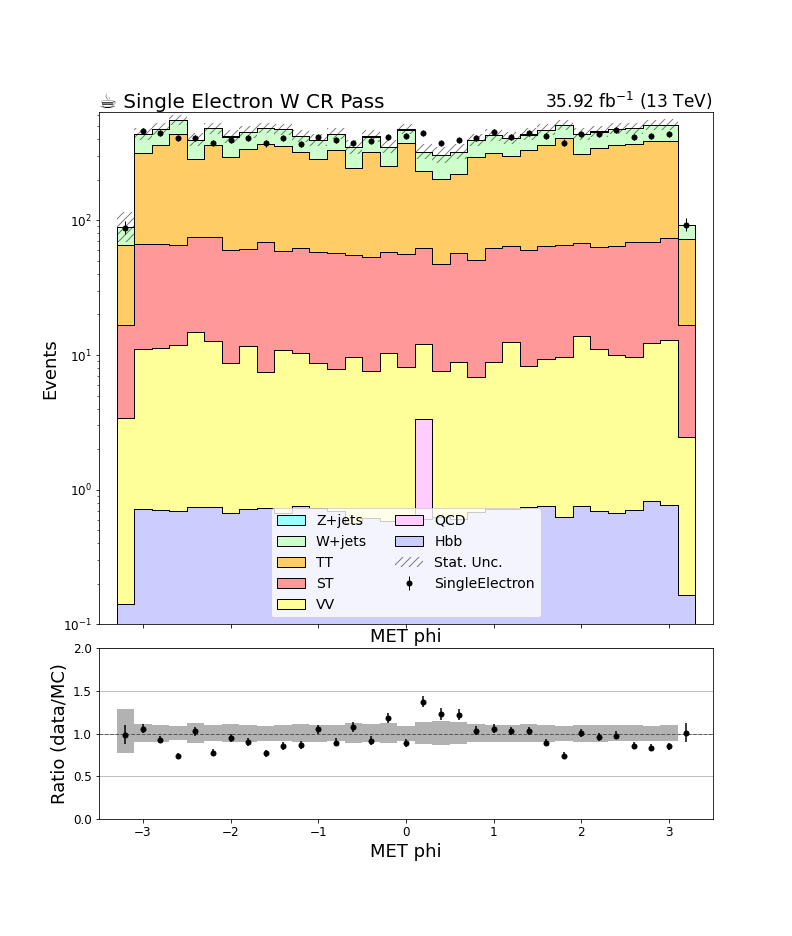 ☕ Single Electron W CR Pass 35.92 fb⁻¹ (13 TeV)
Events
10²
10¹
10⁰
10⁻¹
Z+jets QCD
W+jets Hbb
TT Stat. Unc.
ST SingleElectron
VV
MET phi
Ratio (data/MC)
2.0
1.5
1.0
0.5
0.0
−3 −2 −1 0 1 2 3
MET phi